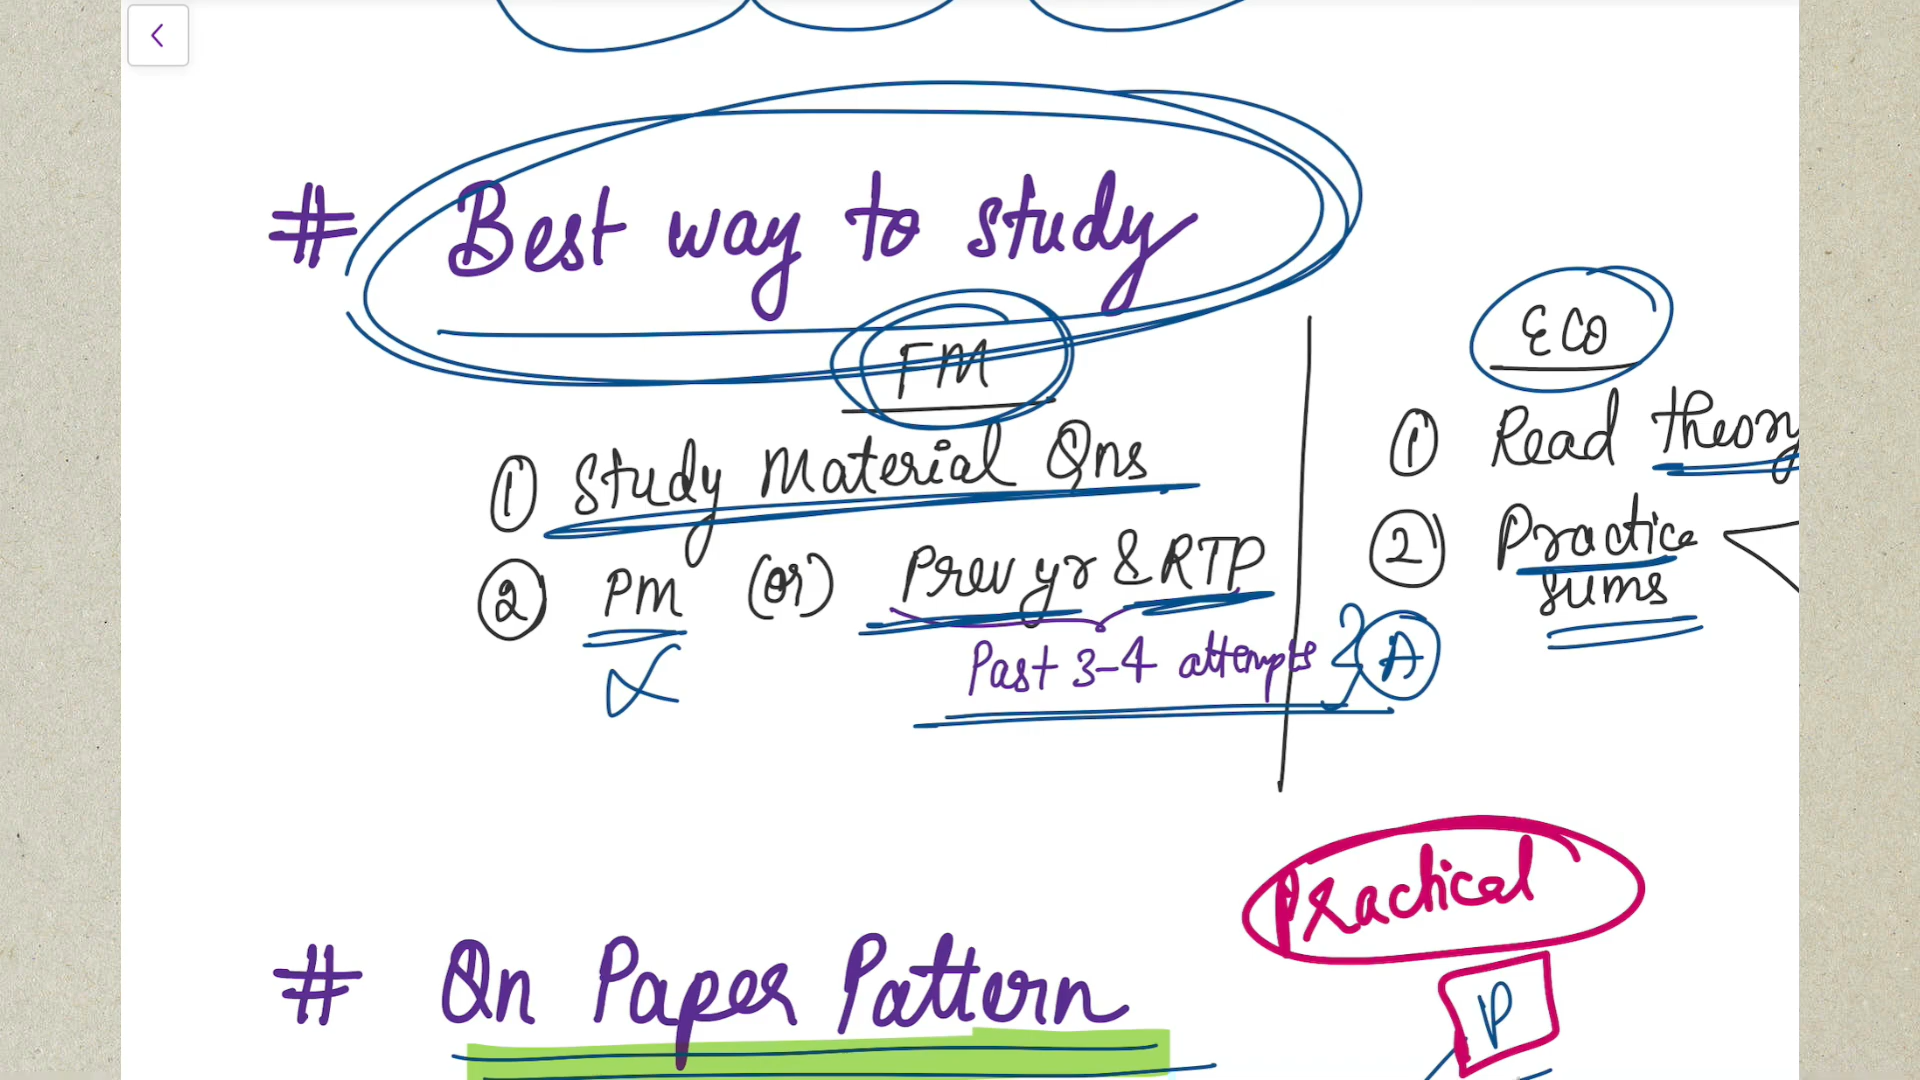 # Best way to study
FM
① Study Material Qns
② PM (or) Prev yr & RTP
Past 3-4 attempts
A
ECO
① Read theory
② Practice
sums
Practical
P
# Qn Paper Pattern